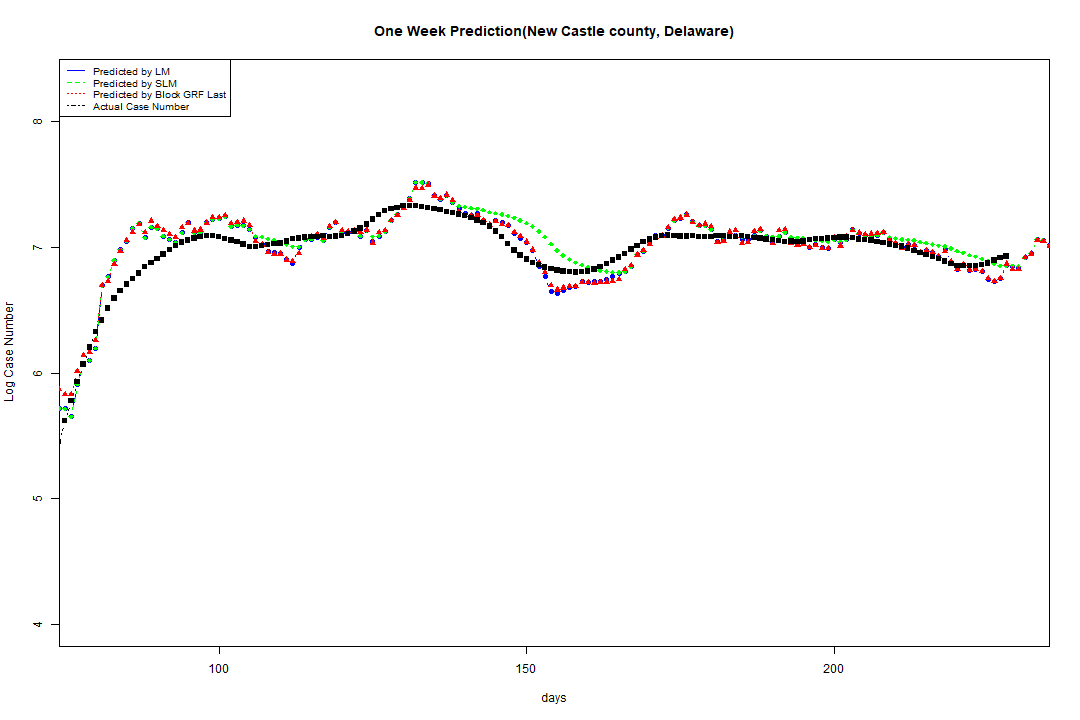 One Week Prediction(New Castle county, Delaware)
Predicted by LM
Predicted by SLM
Predicted by Block GRF Last
Actual Case Number
8
7
6
5
4
Log Case Number
100 150 200
days